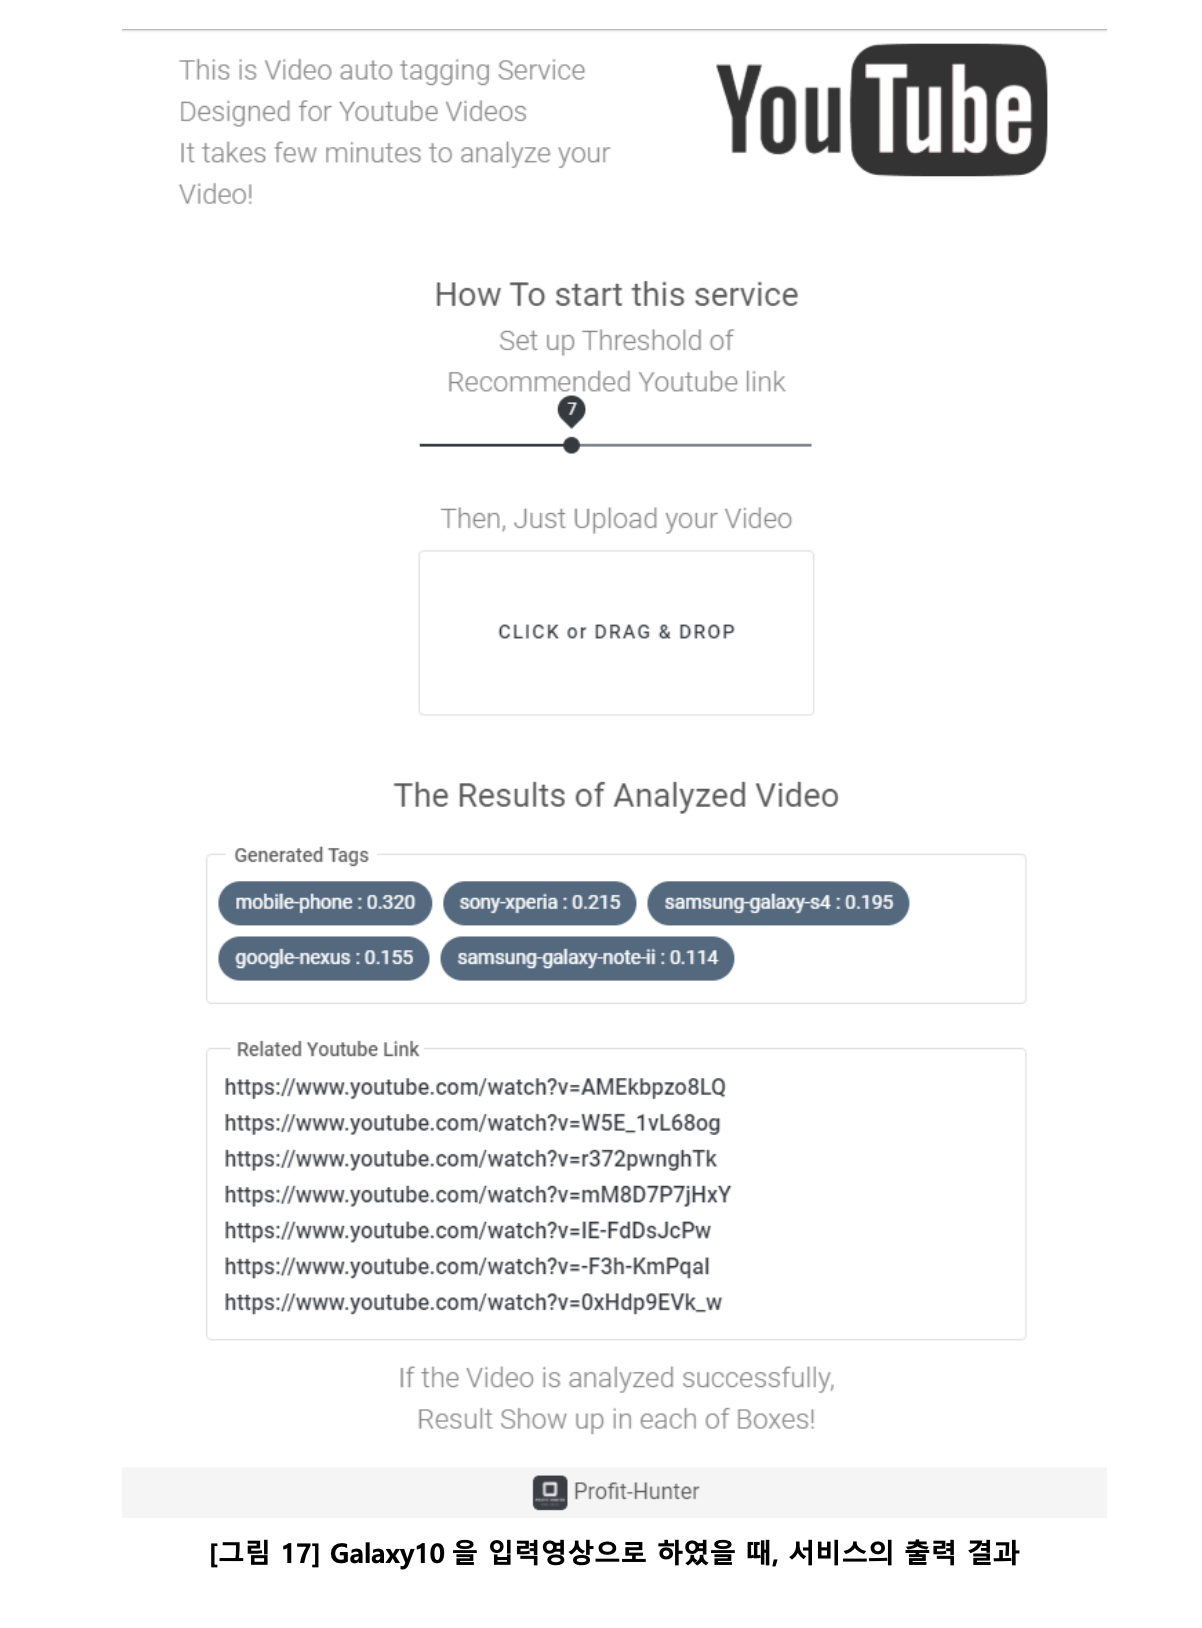 This is Video auto tagging Service
Designed for Youtube Videos
It takes few minutes to analyze your
Video!
YouTube
How To start this service
Set up Threshold of
Recommended Youtube link
7
Then, Just Upload your Video
CLICK or DRAG & DROP
The Results of Analyzed Video
Generated Tags
mobile-phone : 0.320 sony-xperia : 0.215 samsung-galaxy-s4 : 0.195
google-nexus : 0.155 samsung-galaxy-note-ii : 0.114
Related Youtube Link
https://www.youtube.com/watch?v=AMEkbpzo8LQ
https://www.youtube.com/watch?v=W5E_1vL68og
https://www.youtube.com/watch?v=r372pwnghTk
https://www.youtube.com/watch?v=mM8D7P7jHxY
https://www.youtube.com/watch?v=IE-FdDsJcPw
https://www.youtube.com/watch?v=-F3h-KmPqaI
https://www.youtube.com/watch?v=0xHdp9EVk_w
If the Video is analyzed successfully,
Result Show up in each of Boxes!
Profit-Hunter
[그림 17] Galaxy10 을 입력영상으로 하였을 때, 서비스의 출력 결과